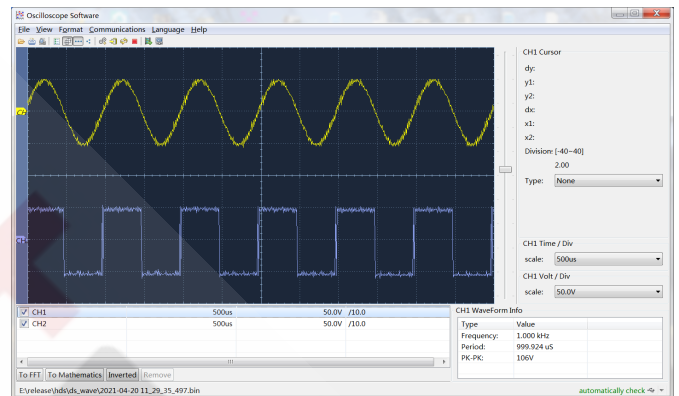 Oscilloscope Software
File View Format Communications Language Help
CH1 Cursor
dy:
y1:
y2:
dx:
x1:
x2:
Division: [-40~40]
2.00
Type: None
CH1 Time / Div
scale: 500us
CH1 Volt / Div
scale: 50.0V
CH1 500us 50.0V /10.0
CH2 500us 50.0V /10.0
CH1 WaveForm Info
Type Value
Frequency: 1.000 kHz
Period: 999.924 uS
PK-PK: 106V
To FFT To Mathematics Inverted Remove
E:\release\hds\ds_wave\2021-04-20 11_29_35_497.bin
automatically check